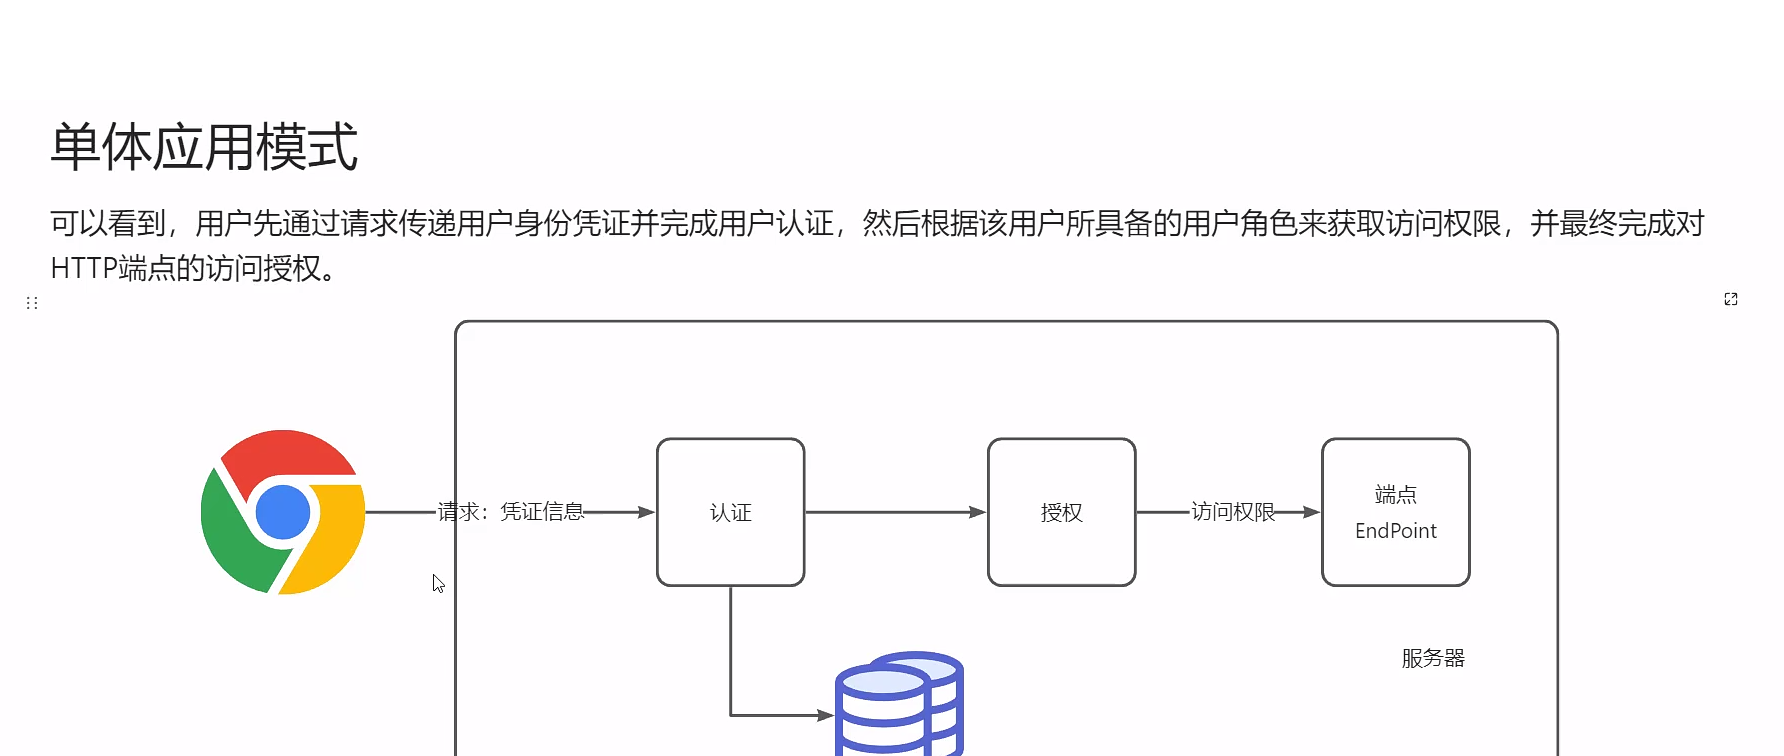 单体应用模式
可以看到，用户先通过请求传递用户身份凭证并完成用户认证，然后根据该用户所具备的用户角色来获取访问权限，并最终完成对
HTTP端点的访问授权。
请求：凭证信息
认证
授权
访问权限
端点
EndPoint
服务器